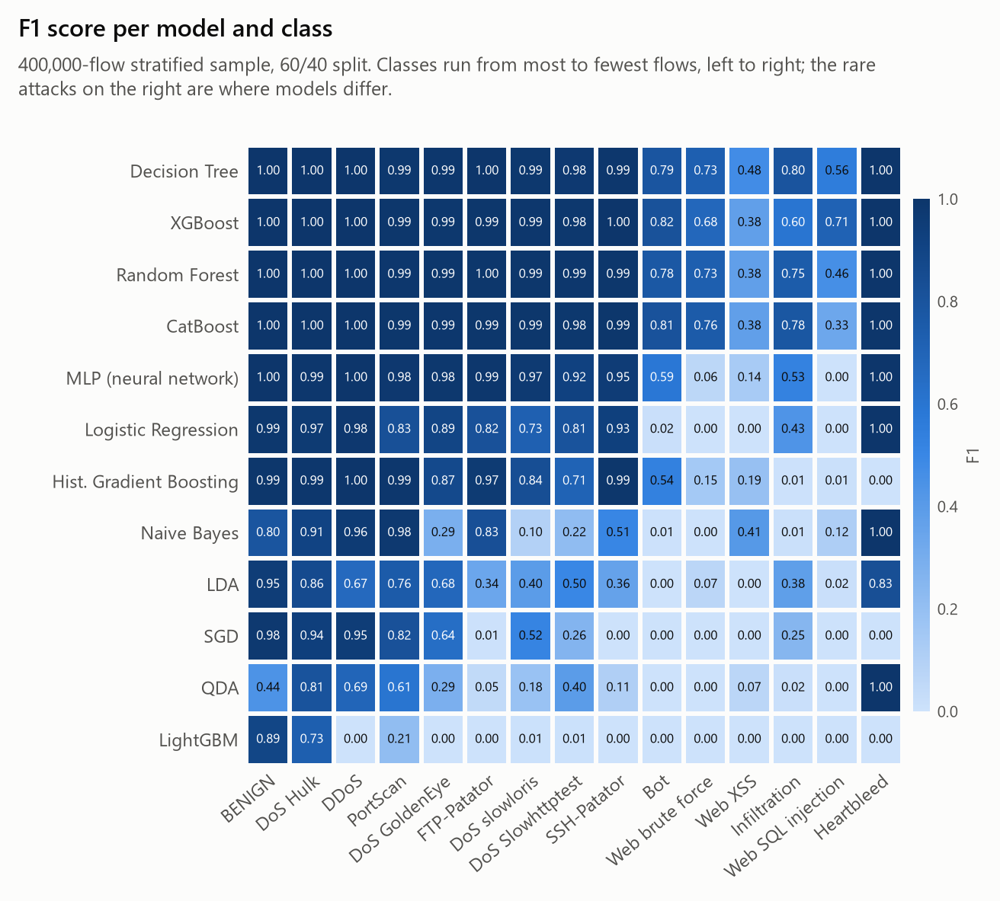 F1 score per model and class
400,000-flow stratified sample, 60/40 split. Classes run from most to fewest flows, left to right; the rare
attacks on the right are where models differ.
Decision Tree 1.00 1.00 1.00 0.99 0.99 1.00 0.99 0.98 0.99 0.79 0.73 0.48 0.80 0.56 1.00
XGBoost 1.00 1.00 1.00 0.99 0.99 0.99 0.99 0.98 1.00 0.82 0.68 0.38 0.60 0.71 1.00
Random Forest 1.00 1.00 1.00 0.99 0.99 1.00 0.99 0.99 0.99 0.78 0.73 0.38 0.75 0.46 1.00
CatBoost 1.00 1.00 1.00 0.99 0.99 0.99 0.99 0.98 0.99 0.81 0.76 0.38 0.78 0.33 1.00
MLP (neural network) 1.00 0.99 1.00 0.98 0.98 0.99 0.97 0.92 0.95 0.59 0.06 0.14 0.53 0.00 1.00
Logistic Regression 0.99 0.97 0.98 0.83 0.89 0.82 0.73 0.81 0.93 0.02 0.00 0.00 0.43 0.00 1.00
Hist. Gradient Boosting 0.99 0.99 1.00 0.99 0.87 0.97 0.84 0.71 0.99 0.54 0.15 0.19 0.01 0.01 0.00
Naive Bayes 0.80 0.91 0.96 0.98 0.29 0.83 0.10 0.22 0.51 0.01 0.00 0.41 0.01 0.12 1.00
LDA 0.95 0.86 0.67 0.76 0.68 0.34 0.40 0.50 0.36 0.00 0.07 0.00 0.38 0.02 0.83
SGD 0.98 0.94 0.95 0.82 0.64 0.01 0.52 0.26 0.00 0.00 0.00 0.00 0.25 0.00 0.00
QDA 0.44 0.81 0.69 0.61 0.29 0.05 0.18 0.40 0.11 0.00 0.00 0.07 0.02 0.00 1.00
LightGBM 0.89 0.73 0.00 0.21 0.00 0.00 0.01 0.01 0.00 0.00 0.00 0.00 0.00 0.00 0.00
BENIGN
DoS Hulk
DDoS
PortScan
DoS GoldenEye
FTP-Patator
DoS slowloris
DoS Slowhttptest
SSH-Patator
Bot
Web brute force
Web XSS
Infiltration
Web SQL injection
Heartbleed
1.0
0.8
0.6
0.4
0.2
0.0
F1